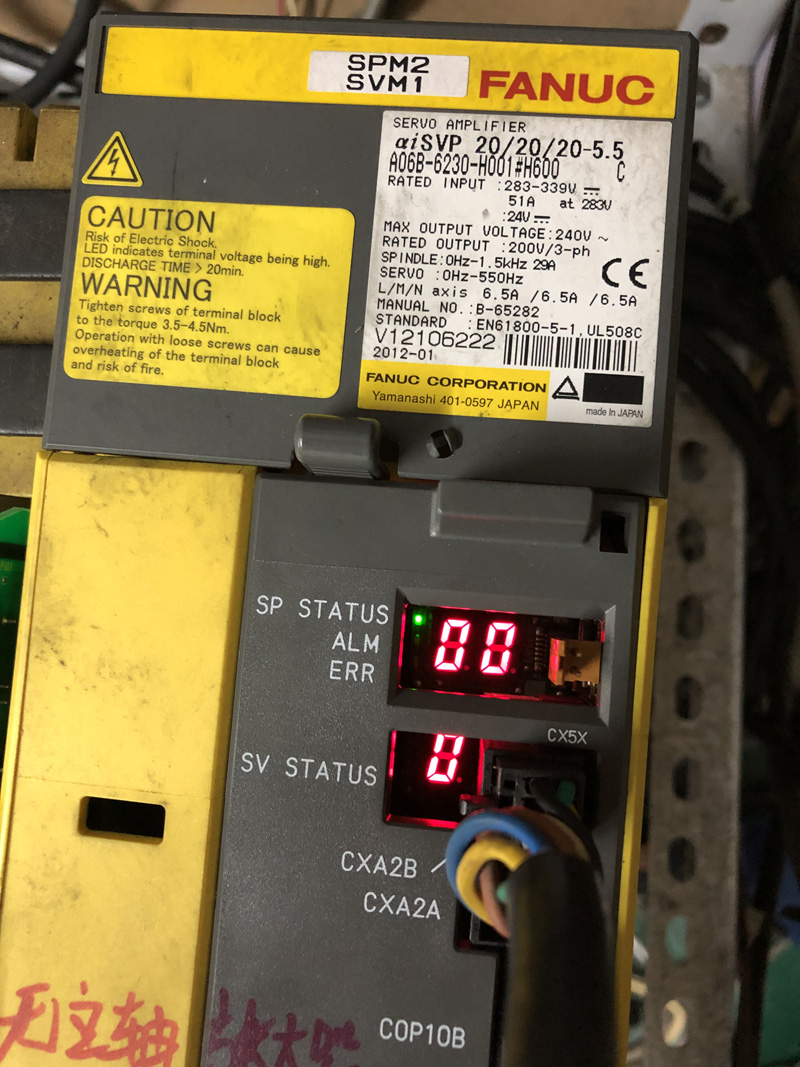 SPM2
SVM1
FANUC
SERVO AMPLIFIER
αiSVP 20/20/20-5.5
A06B-6230-H001#H600 C
RATED INPUT :283-339V ⎓
51A at 283V
:24V ⎓
MAX OUTPUT VOLTAGE:240V ~
RATED OUTPUT :200V/3-ph
SPINDLE:0Hz-1.5kHz 29A
SERVO :0Hz-550Hz
L/M/N axis 6.5A /6.5A /6.5A
MANUAL NO.:B-65282
STANDARD :EN61800-5-1,UL508C
V12106222
2012-01
CE
FANUC CORPORATION
Yamanashi 401-0597 JAPAN
made in JAPAN
CAUTION
Risk of Electric Shock.
LED indicates terminal voltage being high.
DISCHARGE TIME > 20min.
WARNING
Tighten screws of terminal block
to the torque 3.5-4.5Nm.
Operation with loose screws can cause
overheating of the terminal block
and risk of fire.
SP STATUS
ALM
ERR
00
SV STATUS
0
CX5X
CXA2B
CXA2A
COP10B
无主轴